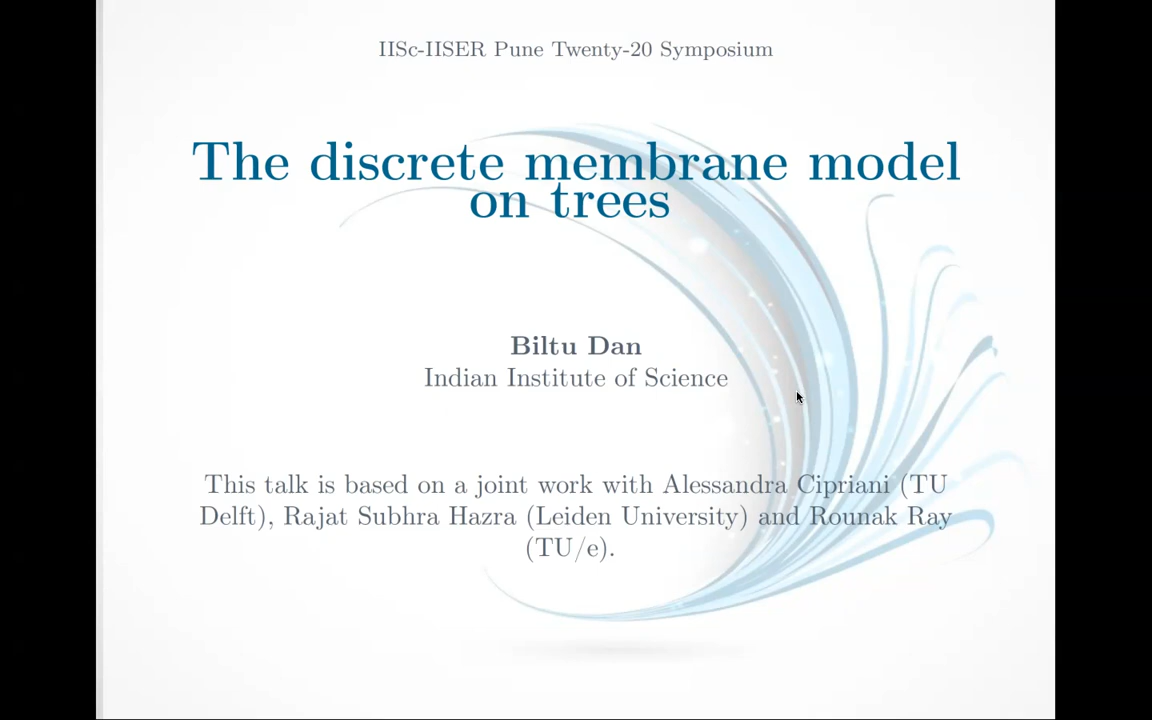 IISc-IISER Pune Twenty-20 Symposium
The discrete membrane model
on trees
Biltu Dan
Indian Institute of Science
This talk is based on a joint work with Alessandra Cipriani (TU
Delft), Rajat Subhra Hazra (Leiden University) and Rounak Ray
(TU/e).